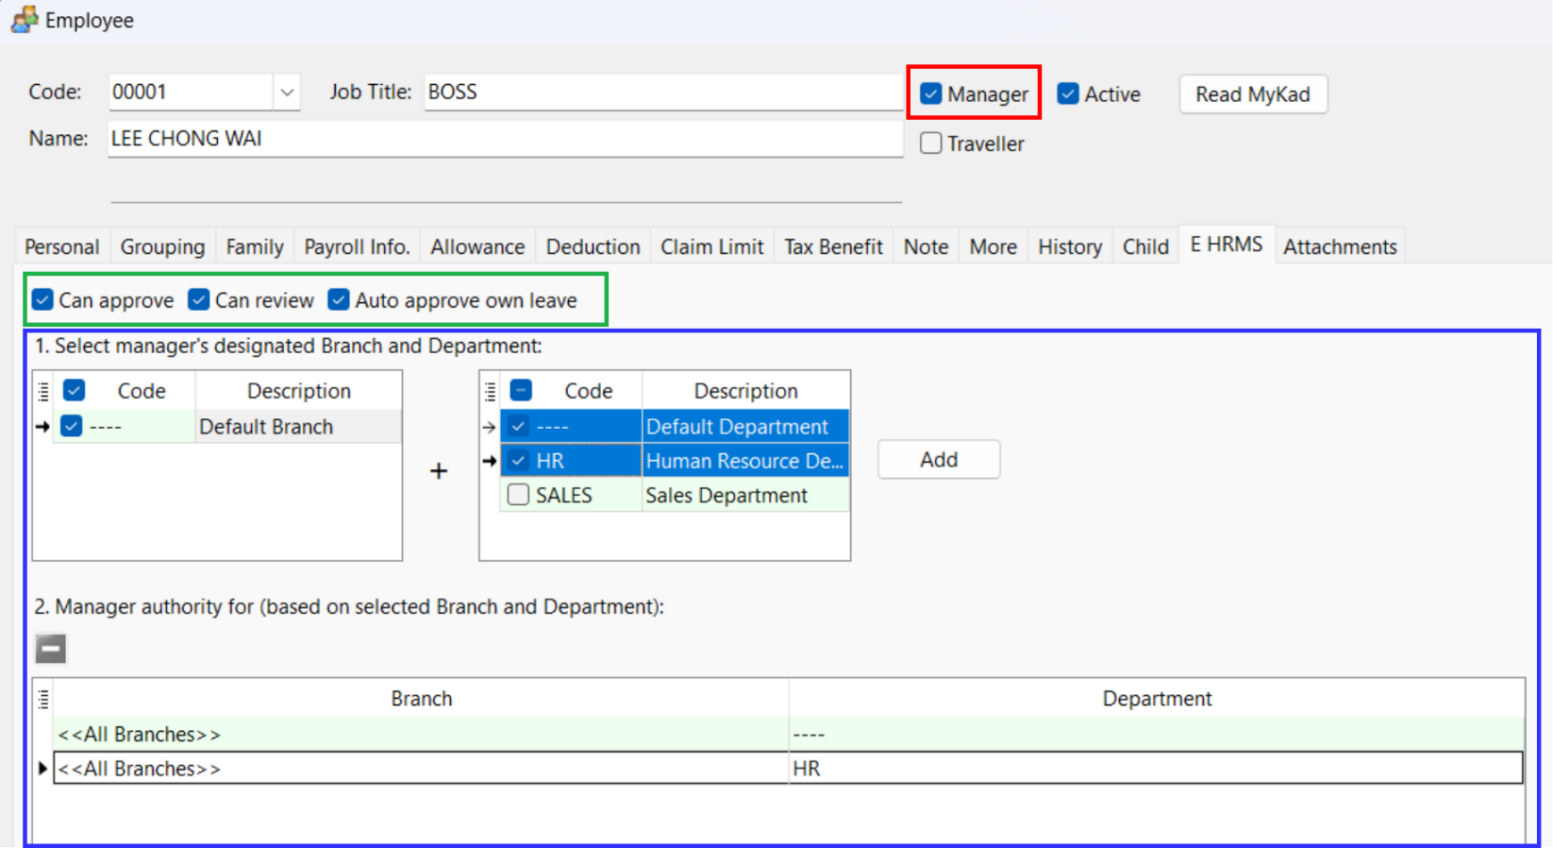 Employee
Code: 00001 Job Title: BOSS Manager Active Read MyKad
Name: LEE CHONG WAI Traveller
Personal Grouping Family Payroll Info. Allowance Deduction Claim Limit Tax Benefit Note More History Child E HRMS Attachments
Can approve Can review Auto approve own leave
1. Select manager's designated Branch and Department:
Code Description Code Description
---- Default Branch ---- Default Department
+ HR Human Resource De... Add
SALES Sales Department
2. Manager authority for (based on selected Branch and Department):
Branch Department
<<All Branches>> ----
<<All Branches>> HR